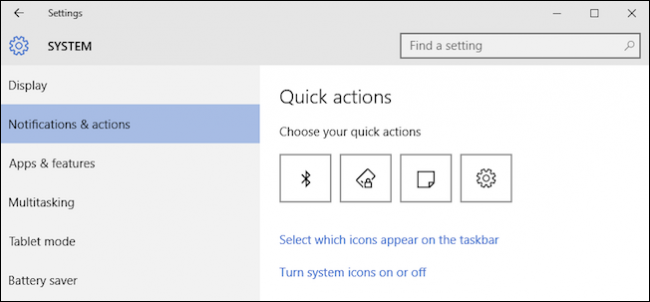 Settings
SYSTEM
Find a setting
Display
Notifications & actions
Apps & features
Multitasking
Tablet mode
Battery saver
Quick actions
Choose your quick actions
Select which icons appear on the taskbar
Turn system icons on or off